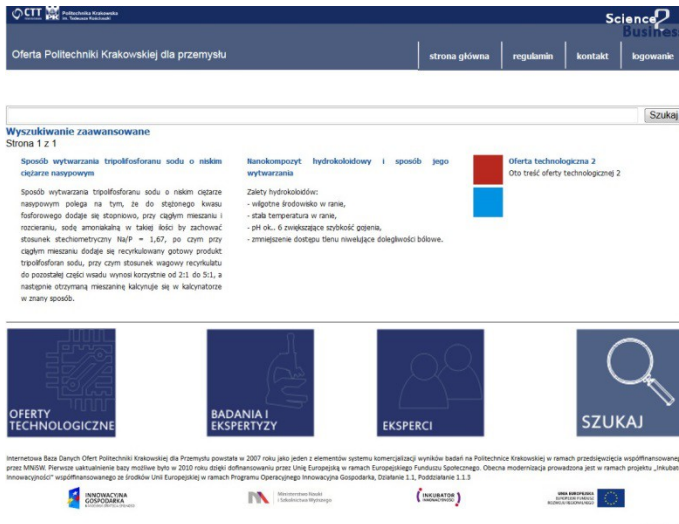 CTT Politechnika Krakowska
im. Tadeusza Kościuszki
Science2
Business
Oferta Politechniki Krakowskiej dla przemysłu
strona główna regulamin kontakt logowanie
Szukaj
Wyszukiwanie zaawansowane
Strona 1 z 1
Sposób wytwarzania tripolifosforanu sodu o niskim
ciężarze nasypowym
Sposób wytwarzania tripolifosforanu sodu o niskim ciężarze
nasypowym polega na tym, że do stężonego kwasu
fosforowego dodaje się stopniowo, przy ciągłym mieszaniu i
rozcieraniu, sodę amoniakalną w takiej ilości by zachować
stosunek stechiometryczny Na/P = 1,67, po czym przy
ciągłym mieszaniu dodaje się recyrkulowany gotowy produkt
tripolifosforan sodu, przy czym stosunek wagowy recyrkulatu
do pozostałej części wsadu wynosi korzystnie od 2:1 do 5:1, a
następnie otrzymaną mieszaninę kalcynuje się w kalcynatorze
w znany sposób.
Nanokompozyt hydrokoloidowy i sposób jego
wytwarzania
Zalety hydrokoloidów:
- wilgotne środowisko w ranie,
- stała temperatura w ranie,
- pH ok.. 6 zwiększające szybkość gojenia,
- zmniejszenie dostępu tlenu niwelujące dolegliwości bólowe.
Oferta technologiczna 2
Oto treść oferty technologicznej 2
OFERTY
TECHNOLOGICZNE
BADANIA I
EKSPERTYZY
EKSPERCI
SZUKAJ
Internetowa Baza Danych Ofert Politechniki Krakowskiej dla Przemysłu powstała w 2007 roku jako jeden z elementów systemu komercjalizacji wyników badań na Politechnice Krakowskiej w ramach przedsięwzięcia współfinansowaneg
przez MNiSW. Pierwsze uaktualnienie bazy możliwe było w 2010 roku dzięki dofinansowaniu przez Unię Europejską w ramach Europejskiego Funduszu Społecznego. Obecna modernizacja prowadzona jest w ramach projektu „Inkubato
Innowacyjności” współfinansowanego ze środków Unii Europejskiej w ramach Programu Operacyjnego Innowacyjna Gospodarka, Działanie 1.1, Poddziałanie 1.1.3
INNOWACYJNA
GOSPODARKA
Ministerstwo Nauki
i Szkolnictwa Wyższego
INKUBATOR
INNOWACYJNOŚCI
UNIA EUROPEJSKA
EUROPEJSKI FUNDUSZ
ROZWOJU REGIONALNEGO